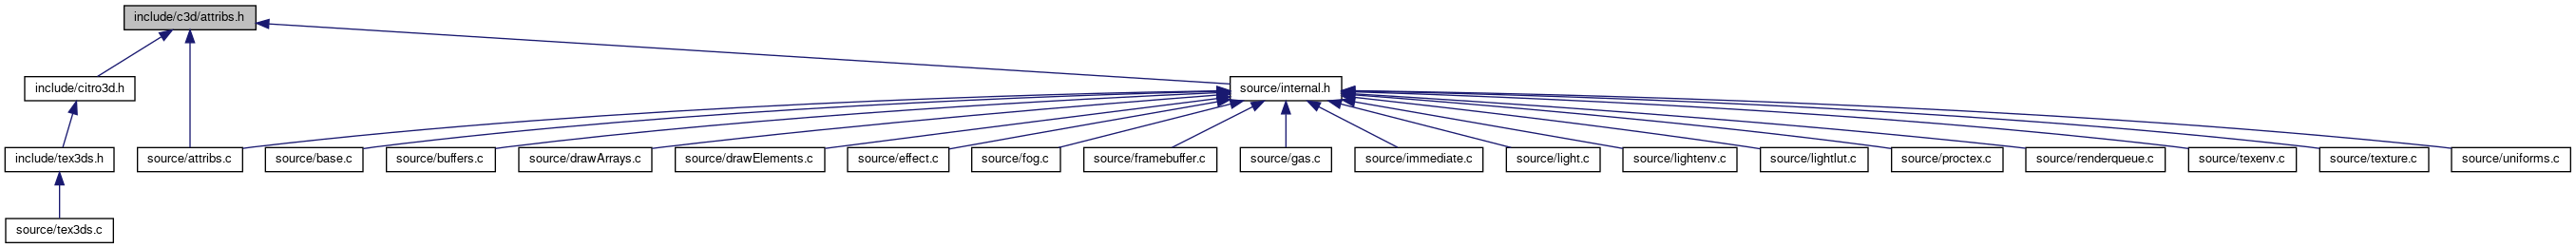 include/c3d/attribs.h
include/citro3d.h
source/internal.h
include/tex3ds.h
source/attribs.c
source/base.c
source/buffers.c
source/drawArrays.c
source/drawElements.c
source/effect.c
source/fog.c
source/framebuffer.c
source/gas.c
source/immediate.c
source/light.c
source/lightenv.c
source/lightlut.c
source/proctex.c
source/renderqueue.c
source/texenv.c
source/texture.c
source/uniforms.c
source/tex3ds.c